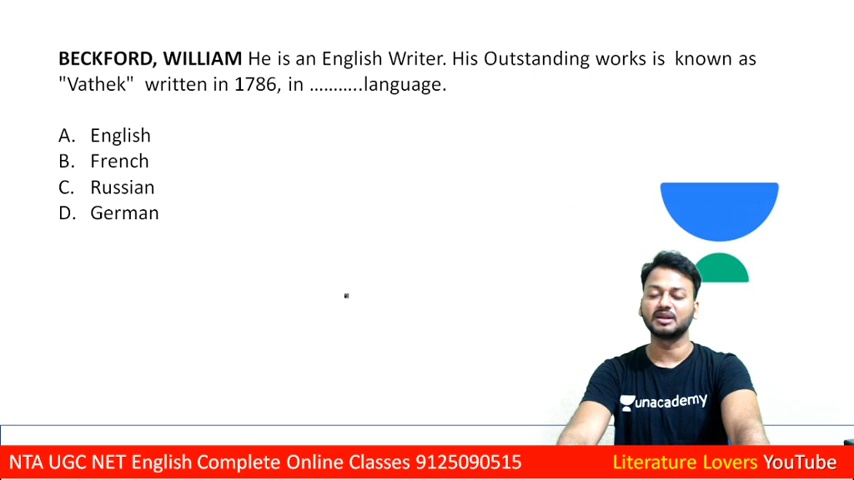 BECKFORD, WILLIAM He is an English Writer. His Outstanding works is known as
"Vathek" written in 1786, in ………..language.
A. English
B. French
C. Russian
D. German
unacademy
NTA UGC NET English Complete Online Classes 9125090515 Literature Lovers YouTube